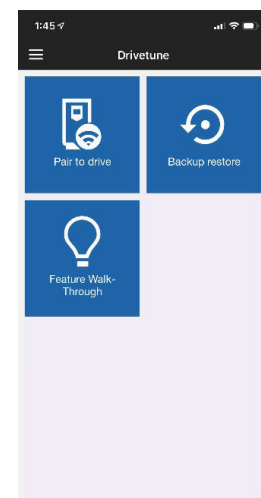 1:45
Drivetune
Pair to drive
Backup restore
Feature Walk-
Through